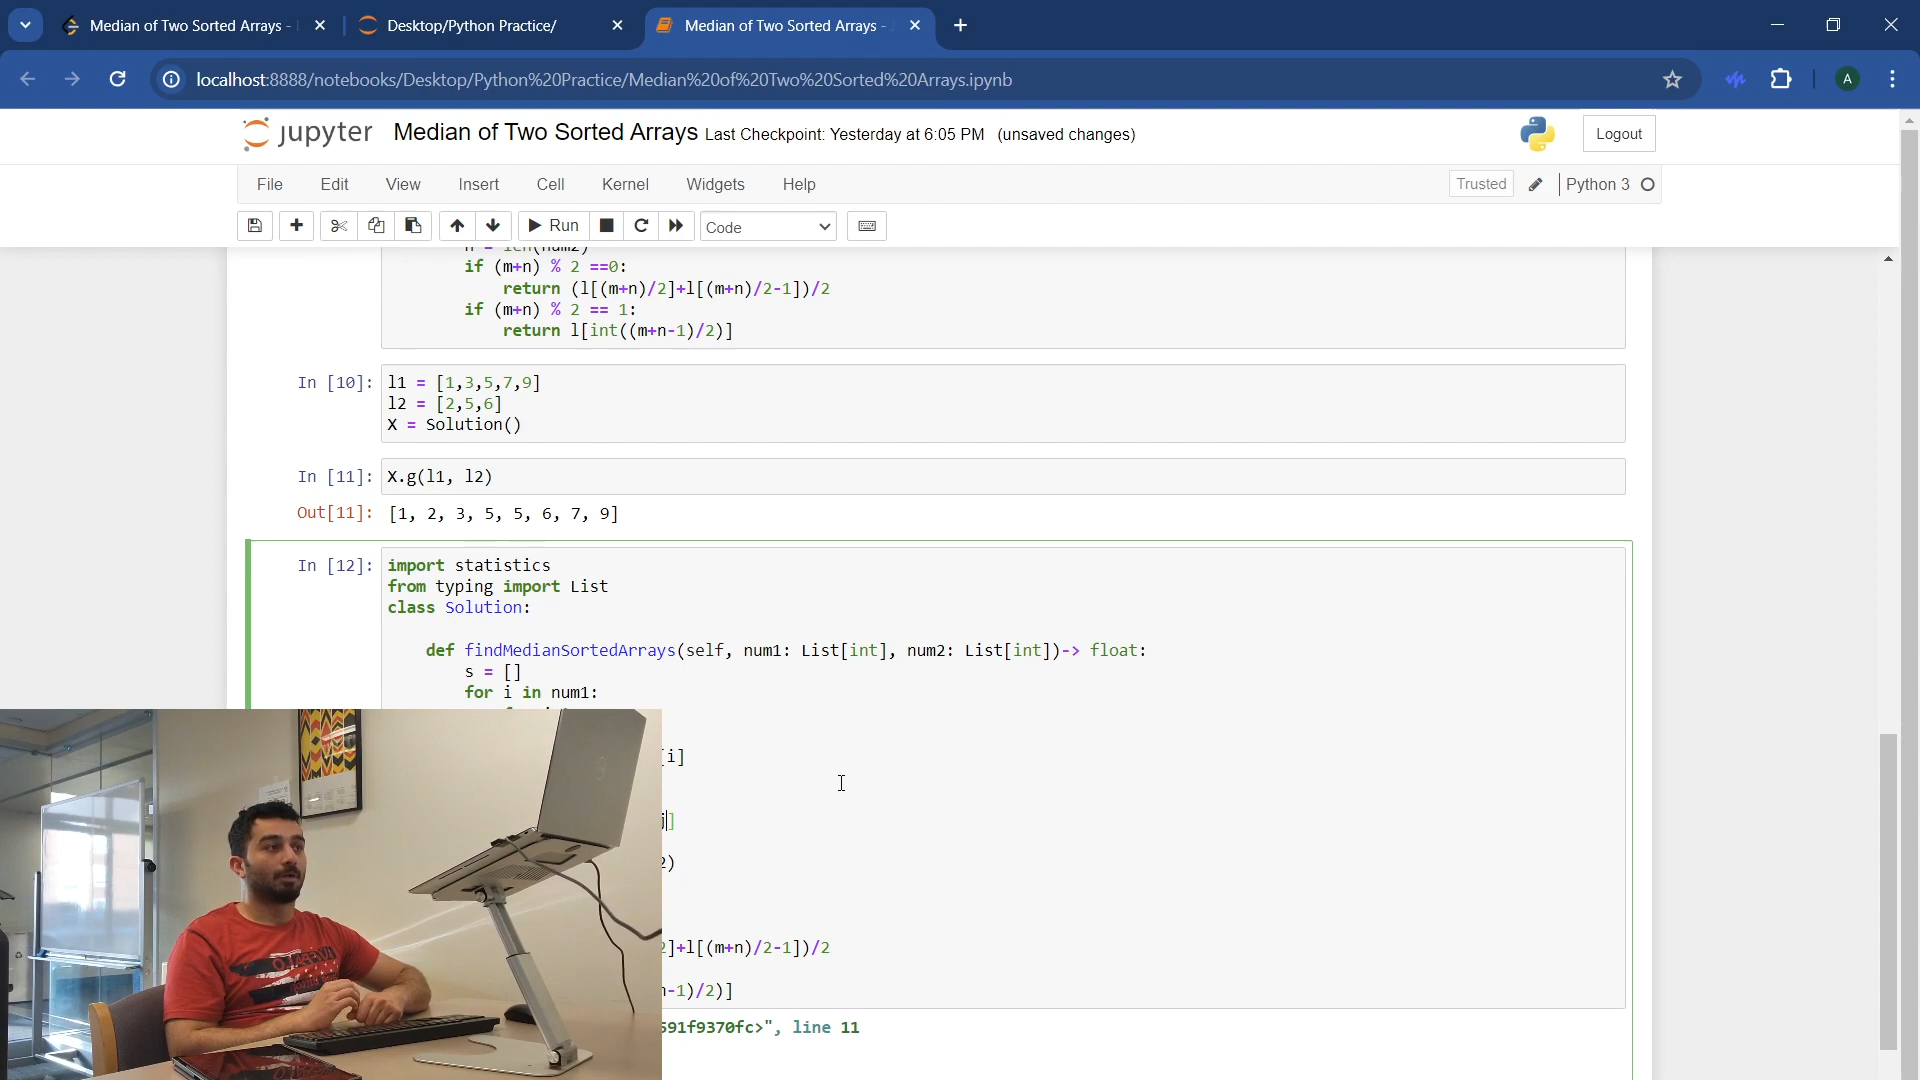 Median of Two Sorted Arrays -
Desktop/Python Practice/
Median of Two Sorted Arrays -
localhost:8888/notebooks/Desktop/Python%20Practice/Median%20of%20Two%20Sorted%20Arrays.ipynb
A
jupyter Median of Two Sorted Arrays Last Checkpoint: Yesterday at 6:05 PM (unsaved changes)
Logout
File Edit View Insert Cell Kernel Widgets Help
Trusted Python 3
Run Code
n = len(num2)
if (m+n) % 2 ==0:
return (l[(m+n)/2]+l[(m+n)/2-1])/2
if (m+n) % 2 == 1:
return l[int((m+n-1)/2)]
In [10]: l1 = [1,3,5,7,9]
l2 = [2,5,6]
X = Solution()
In [11]: X.g(l1, l2)
Out[11]: [1, 2, 3, 5, 5, 6, 7, 9]
In [12]: import statistics
from typing import List
class Solution:
def findMedianSortedArrays(self, num1: List[int], num2: List[int])-> float:
s = []
for i in num1:
[i]
j]
2)
2]+l[(m+n)/2-1])/2
n-1)/2)]
591f9370fc>", line 11